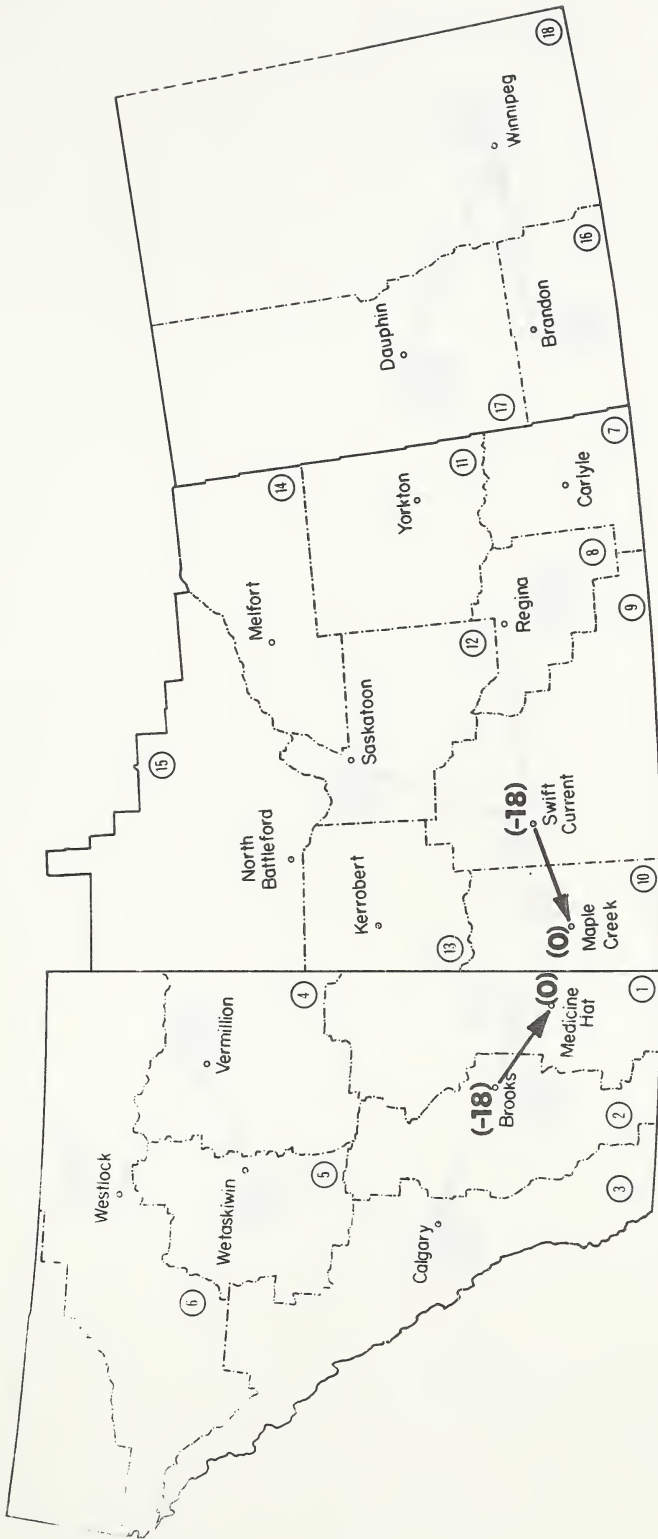 Westlock
6
Wetaskiwin
5
Vermillion
4
Calgary
3
(-18)
Brooks
2
(0)
Medicine
Hat
1
15
North
Battleford
Kerrobert
13
(0)
Maple
Creek
10
(-18)
Swift
Current
Saskatoon
12
Melfort
14
Yorkton
11
Regina
8
9
Carlyle
7
Dauphin
17
Brandon
16
Winnipeg
18